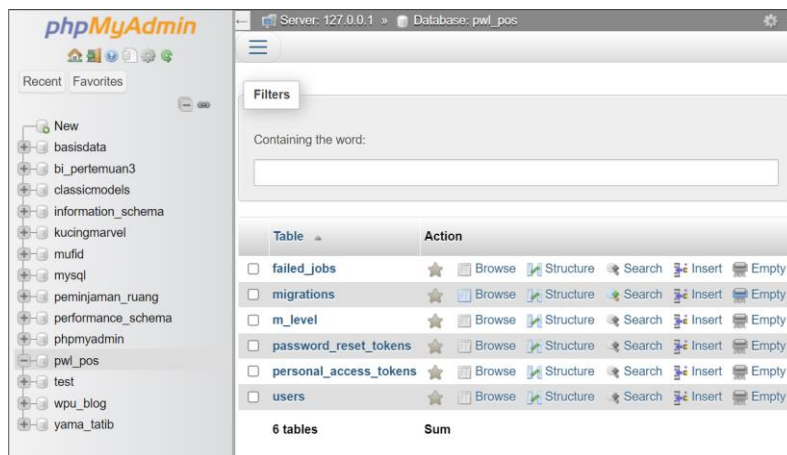 phpMyAdmin
Recent Favorites
New
basisdata
bi_pertemuan3
classicmodels
information_schema
kucingmarvel
mufid
mysql
peminjaman_ruang
performance_schema
phpmyadmin
pwl_pos
test
wpu_blog
yama_tatib
Server: 127.0.0.1 » Database: pwl_pos
Filters
Containing the word:
Table Action
failed_jobs Browse Structure Search Insert Empty
migrations Browse Structure Search Insert Empty
m_level Browse Structure Search Insert Empty
password_reset_tokens Browse Structure Search Insert Empty
personal_access_tokens Browse Structure Search Insert Empty
users Browse Structure Search Insert Empty
6 tables Sum